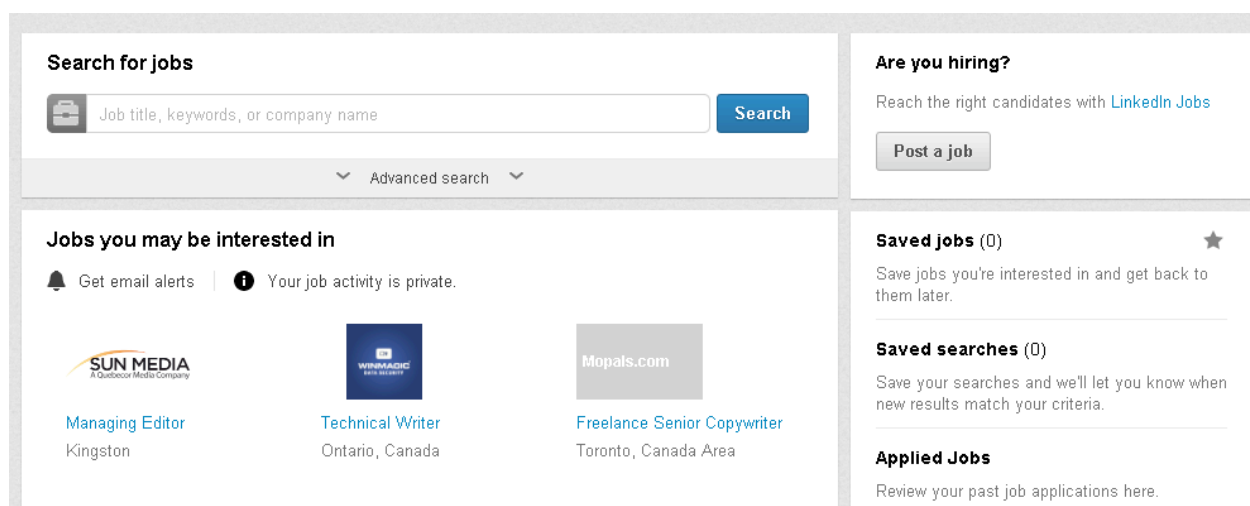 Search for jobs
Job title, keywords, or company name
Search
Advanced search
Jobs you may be interested in
Get email alerts
Your job activity is private.
SUN MEDIA
A Quebecor Media Company
Managing Editor
Kingston
WINMAGIC
DATA SECURITY
Technical Writer
Ontario, Canada
Mopals.com
Freelance Senior Copywriter
Toronto, Canada Area
Are you hiring?
Reach the right candidates with LinkedIn Jobs
Post a job
Saved jobs (0)
Save jobs you're interested in and get back to
them later.
Saved searches (0)
Save your searches and we'll let you know when
new results match your criteria.
Applied Jobs
Review your past job applications here.